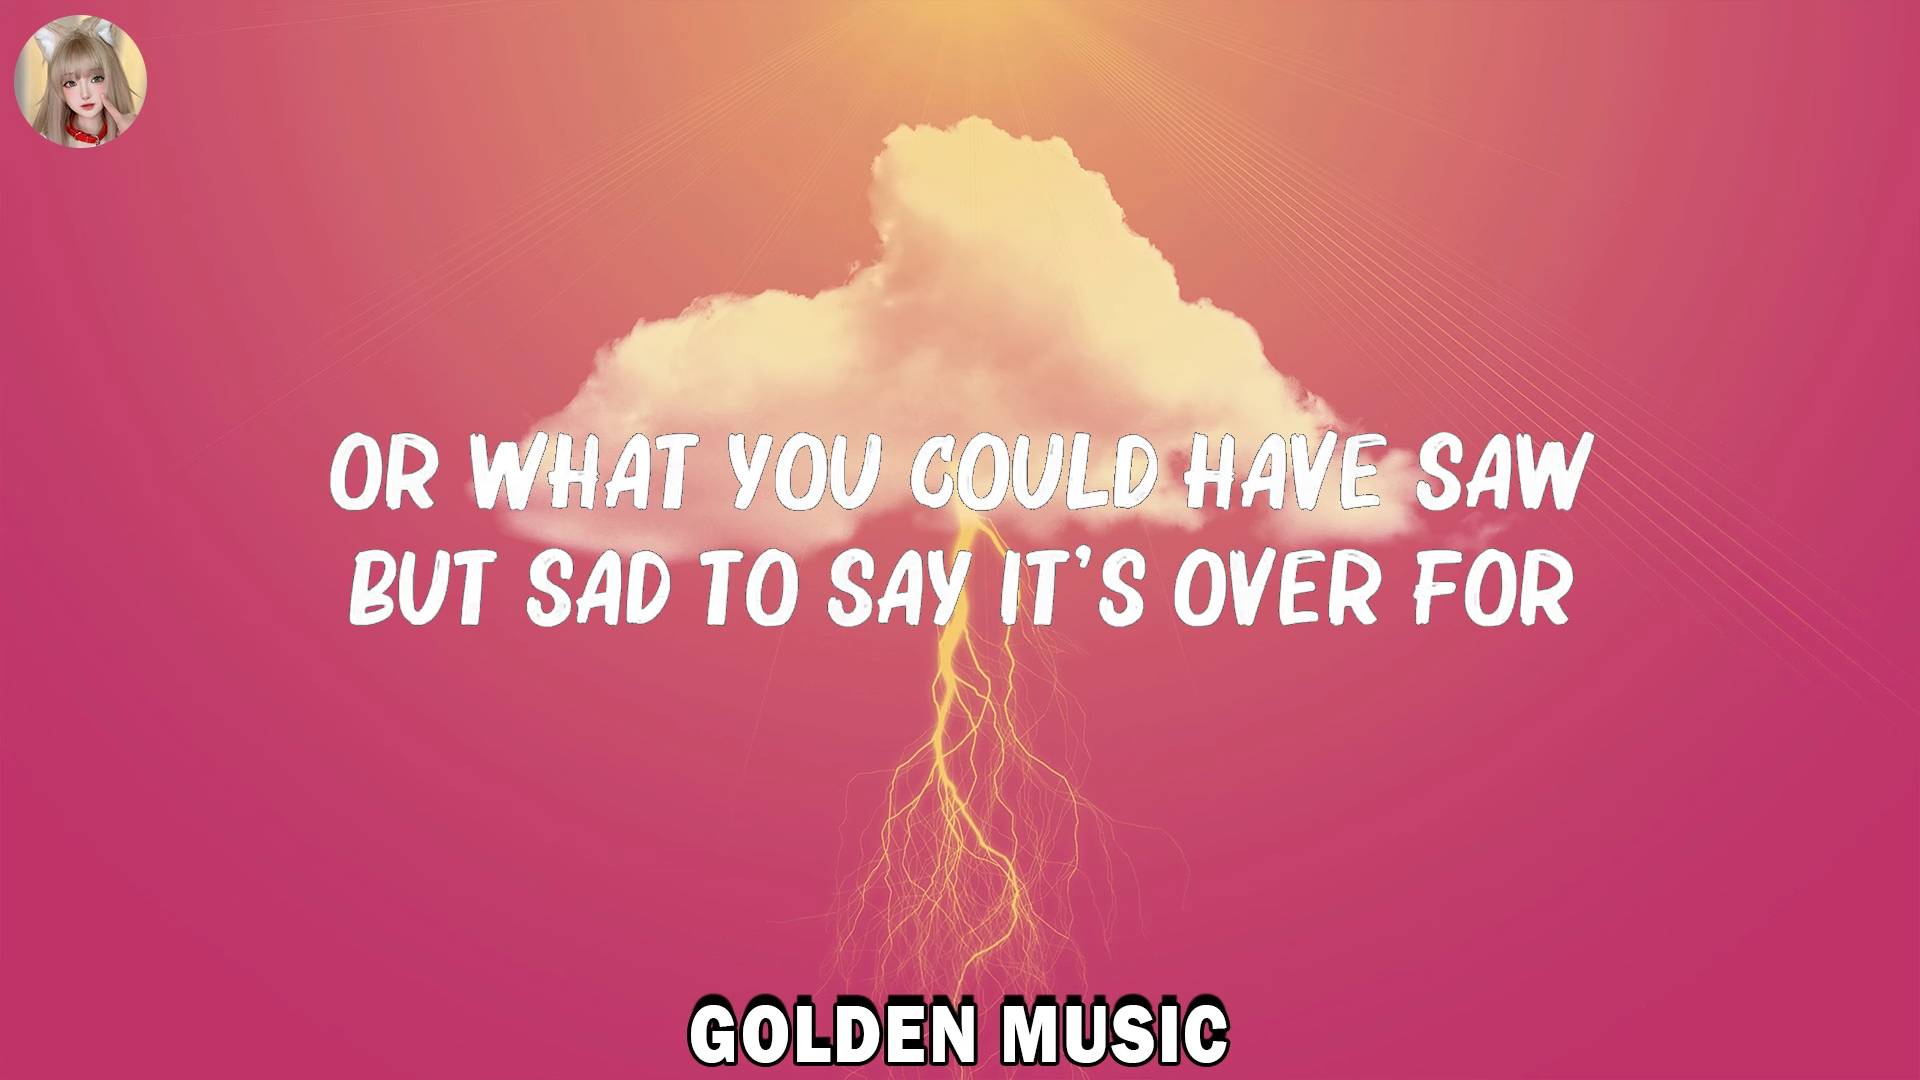 OR WHAT YOU COULD HAVE SAW
BUT SAD TO SAY IT'S OVER FOR
GOLDEN MUSIC